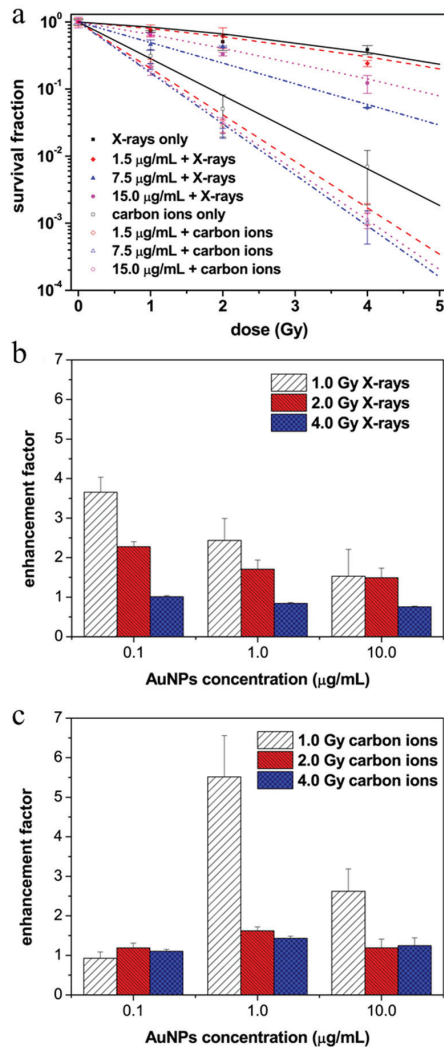 a
survival fraction
10⁰
10⁻¹
10⁻²
10⁻³
10⁻⁴
X-rays only
1.5 μg/mL + X-rays
7.5 μg/mL + X-rays
15.0 μg/mL + X-rays
carbon ions only
1.5 μg/mL + carbon ions
7.5 μg/mL + carbon ions
15.0 μg/mL + carbon ions
0 1 2 3 4 5
dose (Gy)
b
enhancement factor
7
6
5
4
3
2
1
0
1.0 Gy X-rays
2.0 Gy X-rays
4.0 Gy X-rays
0.1 1.0 10.0
AuNPs concentration (μg/mL)
c
enhancement factor
7
6
5
4
3
2
1
0
1.0 Gy carbon ions
2.0 Gy carbon ions
4.0 Gy carbon ions
0.1 1.0 10.0
AuNPs concentration (μg/mL)